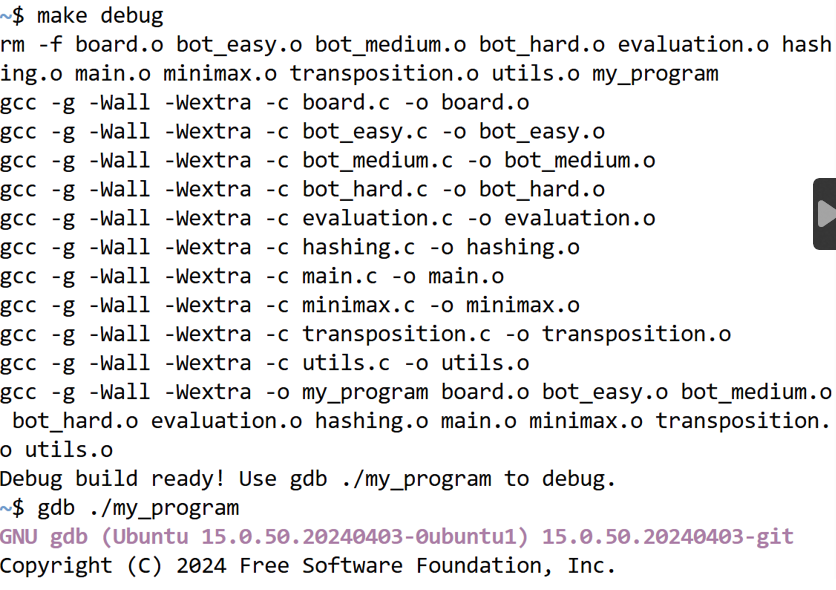 ~$ make debug
rm -f board.o bot_easy.o bot_medium.o bot_hard.o evaluation.o hash
ing.o main.o minimax.o transposition.o utils.o my_program
gcc -g -Wall -Wextra -c board.c -o board.o
gcc -g -Wall -Wextra -c bot_easy.c -o bot_easy.o
gcc -g -Wall -Wextra -c bot_medium.c -o bot_medium.o
gcc -g -Wall -Wextra -c bot_hard.c -o bot_hard.o
gcc -g -Wall -Wextra -c evaluation.c -o evaluation.o
gcc -g -Wall -Wextra -c hashing.c -o hashing.o
gcc -g -Wall -Wextra -c main.c -o main.o
gcc -g -Wall -Wextra -c minimax.c -o minimax.o
gcc -g -Wall -Wextra -c transposition.c -o transposition.o
gcc -g -Wall -Wextra -c utils.c -o utils.o
gcc -g -Wall -Wextra -o my_program board.o bot_easy.o bot_medium.o
 bot_hard.o evaluation.o hashing.o main.o minimax.o transposition.
o utils.o
Debug build ready! Use gdb ./my_program to debug.
~$ gdb ./my_program
GNU gdb (Ubuntu 15.0.50.20240403-0ubuntu1) 15.0.50.20240403-git
Copyright (C) 2024 Free Software Foundation, Inc.